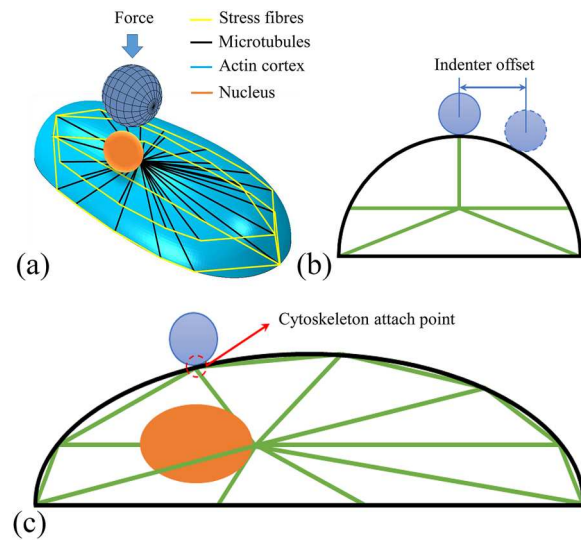 Force
Stress fibres
Microtubules
Actin cortex
Nucleus
(a)
Indenter offset
(b)
Cytoskeleton attach point
(c)